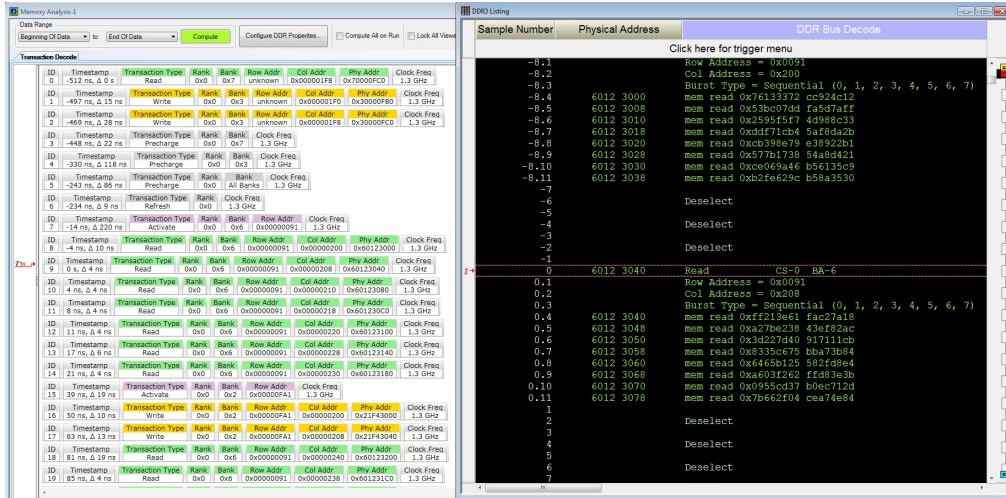 Memory Analysis-1
Data Range
Beginning Of Data to: End Of Data Compute Configure DDR Properites... Compute All on Run Lock All Viewe
Transaction Decode
ID Timestamp Transaction Type Rank Bank Row Addr Col Addr Phy Addr Clock Freq
0 -512 ns, Δ 0 s Read 0x0 0x7 unknown 0x000001F8 0x70000FC0 1.3 GHz
ID Timestamp Transaction Type Rank Bank Row Addr Col Addr Phy Addr Clock Freq
1 -497 ns, Δ 15 ns Write 0x0 0x3 unknown 0x000001F0 0x30000F80 1.3 GHz
ID Timestamp Transaction Type Rank Bank Row Addr Col Addr Phy Addr Clock Freq
2 -469 ns, Δ 28 ns Write 0x0 0x3 unknown 0x000001F8 0x30000FC0 1.3 GHz
ID Timestamp Transaction Type Rank Bank Clock Freq
3 -448 ns, Δ 22 ns Precharge 0x0 0x7 1.3 GHz
ID Timestamp Transaction Type Rank Bank Clock Freq
4 -330 ns, Δ 118 ns Precharge 0x0 0x3 1.3 GHz
ID Timestamp Transaction Type Rank Bank Clock Freq
5 -243 ns, Δ 86 ns Precharge 0x0 All Banks 1.3 GHz
ID Timestamp Transaction Type Rank Clock Freq
6 -234 ns, Δ 9 ns Refresh 0x0 1.3 GHz
ID Timestamp Transaction Type Rank Bank Row Addr Clock Freq
7 -14 ns, Δ 220 ns Activate 0x0 0x6 0x00000091 1.3 GHz
ID Timestamp Transaction Type Rank Bank Row Addr Col Addr Phy Addr Clock Freq
8 -4 ns, Δ 10 ns Read 0x0 0x6 0x00000091 0x00000200 0x60123000 1.3 GHz
ID Timestamp Transaction Type Rank Bank Row Addr Col Addr Phy Addr Clock Freq
9 0 s, Δ 4 ns Read 0x0 0x6 0x00000091 0x00000208 0x60123040 1.3 GHz
ID Timestamp Transaction Type Rank Bank Row Addr Col Addr Phy Addr Clock Freq
10 4 ns, Δ 4 ns Read 0x0 0x6 0x00000091 0x00000210 0x60123080 1.3 GHz
ID Timestamp Transaction Type Rank Bank Row Addr Col Addr Phy Addr Clock Freq
11 8 ns, Δ 4 ns Read 0x0 0x6 0x00000091 0x00000218 0x601230C0 1.3 GHz
ID Timestamp Transaction Type Rank Bank Row Addr Col Addr Phy Addr Clock Freq
12 11 ns, Δ 4 ns Read 0x0 0x6 0x00000091 0x00000220 0x60123100 1.3 GHz
ID Timestamp Transaction Type Rank Bank Row Addr Col Addr Phy Addr Clock Freq
13 17 ns, Δ 6 ns Read 0x0 0x6 0x00000091 0x00000228 0x60123140 1.3 GHz
ID Timestamp Transaction Type Rank Bank Row Addr Col Addr Phy Addr Clock Freq
14 21 ns, Δ 4 ns Read 0x0 0x6 0x00000091 0x00000230 0x60123180 1.3 GHz
ID Timestamp Transaction Type Rank Bank Row Addr Clock Freq
15 39 ns, Δ 19 ns Activate 0x0 0x2 0x00000FA1 1.3 GHz
ID Timestamp Transaction Type Rank Bank Row Addr Col Addr Phy Addr Clock Freq
16 50 ns, Δ 10 ns Write 0x0 0x2 0x00000FA1 0x00000200 0x21F43000 1.3 GHz
ID Timestamp Transaction Type Rank Bank Row Addr Col Addr Phy Addr Clock Freq
17 63 ns, Δ 13 ns Write 0x0 0x2 0x00000FA1 0x00000208 0x21F43040 1.3 GHz
ID Timestamp Transaction Type Rank Bank Row Addr Col Addr Phy Addr Clock Freq
18 81 ns, Δ 19 ns Read 0x0 0x6 0x00000091 0x00000240 0x60123200 1.3 GHz
ID Timestamp Transaction Type Rank Bank Row Addr Col Addr Phy Addr Clock Freq
19 85 ns, Δ 4 ns Read 0x0 0x6 0x00000091 0x00000238 0x601231C0 1.3 GHz
DDR3 Listing
Sample Number Physical Address DDR Bus Decode
Click here for trigger menu
-8.1 Row Address = 0x0091
-8.2 Col Address = 0x200
-8.3 Burst Type = Sequential (0, 1, 2, 3, 4, 5, 6, 7)
-8.4 6012 3000 mem read 0x76133372 cc924c12
-8.5 6012 3008 mem read 0x53bc07dd fa5d7aff
-8.6 6012 3010 mem read 0x2595f5f7 4d988c33
-8.7 6012 3018 mem read 0xddf71cb4 5af8da2b
-8.8 6012 3020 mem read 0xcb398e79 e38922b1
-8.9 6012 3028 mem read 0x577b1738 54a8d421
-8.10 6012 3030 mem read 0xce069a46 b56135c9
-8.11 6012 3038 mem read 0xb2fe629c b58a3530
-7
-6 Deselect
-5
-4 Deselect
-3
-2 Deselect
-1
0 6012 3040 Read CS-0 BA-6
0.1 Row Address = 0x0091
0.2 Col Address = 0x208
0.3 Burst Type = Sequential (0, 1, 2, 3, 4, 5, 6, 7)
0.4 6012 3040 mem read 0xff213e61 fac27a18
0.5 6012 3048 mem read 0xa27be238 43ef82ac
0.6 6012 3050 mem read 0x3d227d40 917111cb
0.7 6012 3058 mem read 0x8335c675 bba73b84
0.8 6012 3060 mem read 0x6465b125 582fd8e4
0.9 6012 3068 mem read 0xa603f262 ffd83e3b
0.10 6012 3070 mem read 0x0955cd37 b0ec712d
0.11 6012 3078 mem read 0x7b662f04 cea74e84
1
2 Deselect
3
4 Deselect
5
6 Deselect
7